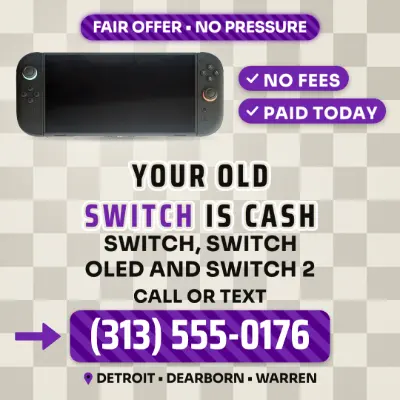 FAIR OFFER • NO PRESSURE
✓ NO FEES
✓ PAID TODAY
YOUR OLD
SWITCH IS CASH
SWITCH, SWITCH
OLED AND SWITCH 2
CALL OR TEXT
(313) 555-0176
DETROIT • DEARBORN • WARREN